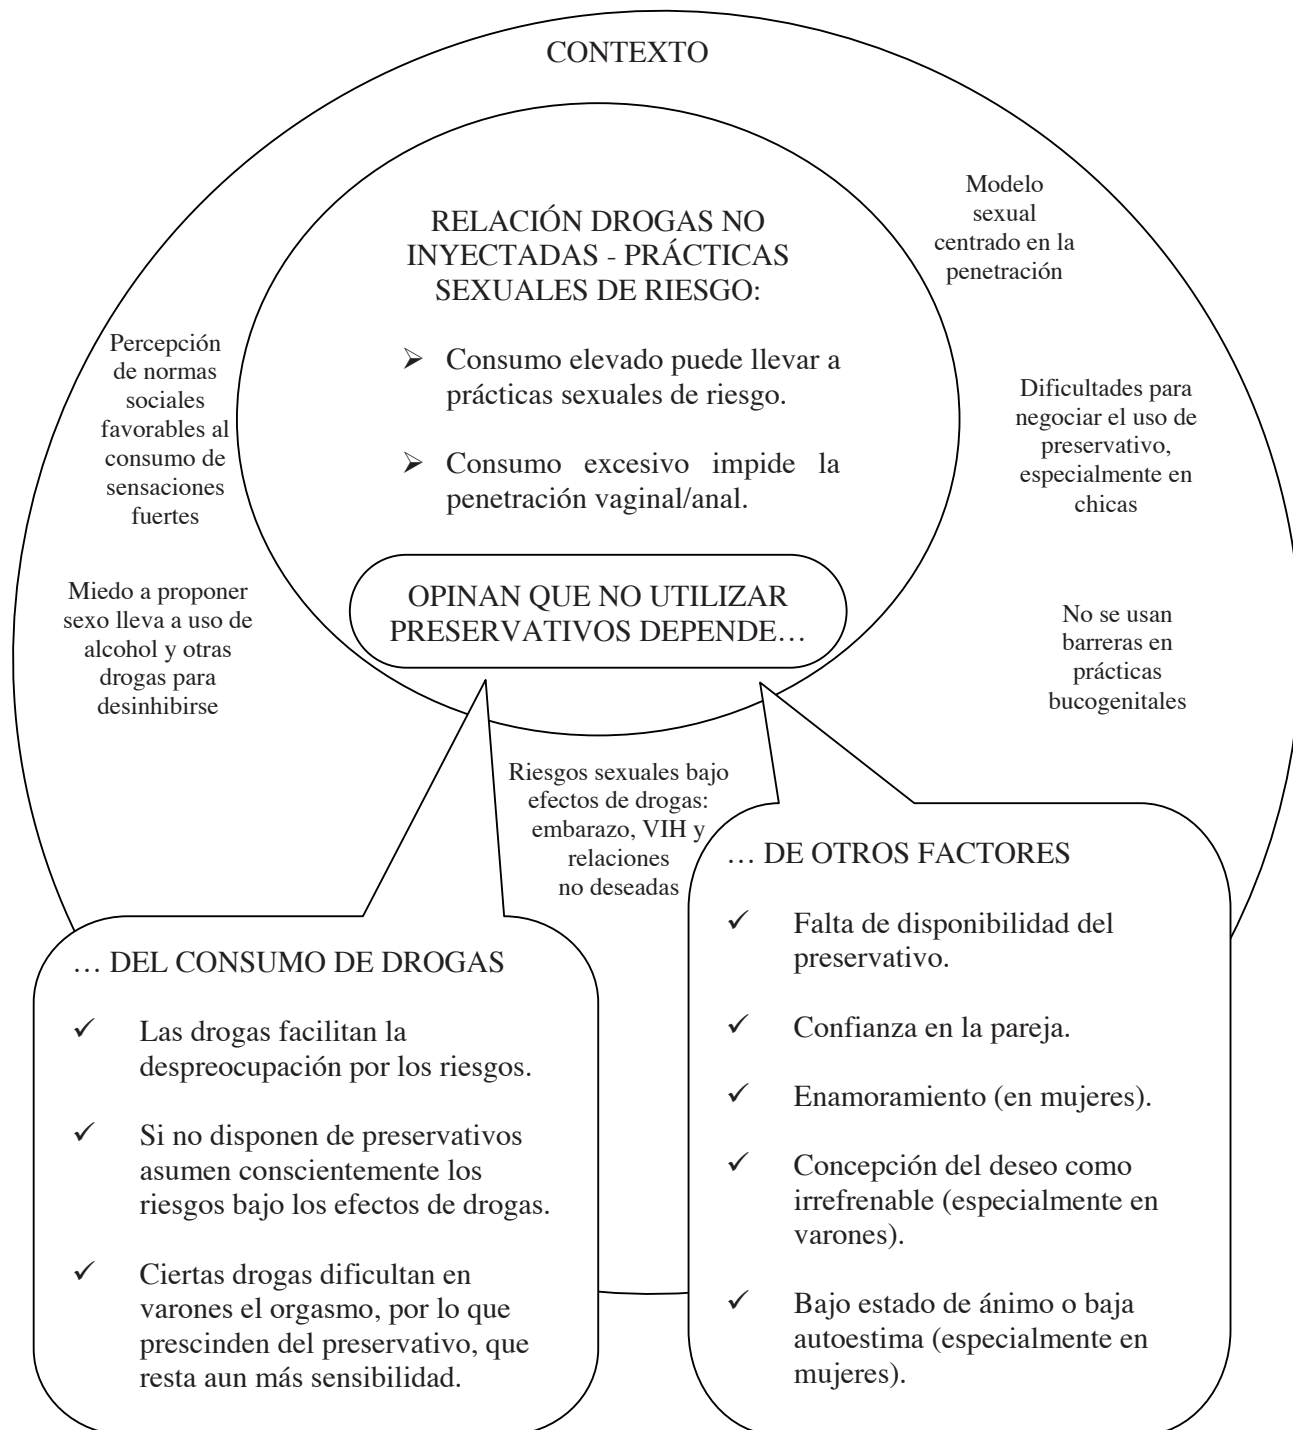 CONTEXTO
RELACIÓN DROGAS NO
INYECTADAS - PRÁCTICAS
SEXUALES DE RIESGO:
➢ Consumo elevado puede llevar a
prácticas sexuales de riesgo.
➢ Consumo excesivo impide la
penetración vaginal/anal.
OPINAN QUE NO UTILIZAR
PRESERVATIVOS DEPENDE…
Percepción
de normas
sociales
favorables al
consumo de
sensaciones
fuertes
Miedo a proponer
sexo lleva a uso de
alcohol y otras
drogas para
desinhibirse
Modelo
sexual
centrado en la
penetración
Dificultades para
negociar el uso de
preservativo,
especialmente en
chicas
No se usan
barreras en
prácticas
bucogenitales
Riesgos sexuales bajo
efectos de drogas:
embarazo, VIH y
relaciones
no deseadas
… DEL CONSUMO DE DROGAS
✓ Las drogas facilitan la
despreocupación por los riesgos.
✓ Si no disponen de preservativos
asumen conscientemente los
riesgos bajo los efectos de drogas.
✓ Ciertas drogas dificultan en
varones el orgasmo, por lo que
prescinden del preservativo, que
resta aun más sensibilidad.
… DE OTROS FACTORES
✓ Falta de disponibilidad del
preservativo.
✓ Confianza en la pareja.
✓ Enamoramiento (en mujeres).
✓ Concepción del deseo como
irrefrenable (especialmente en
varones).
✓ Bajo estado de ánimo o baja
autoestima (especialmente en
mujeres).